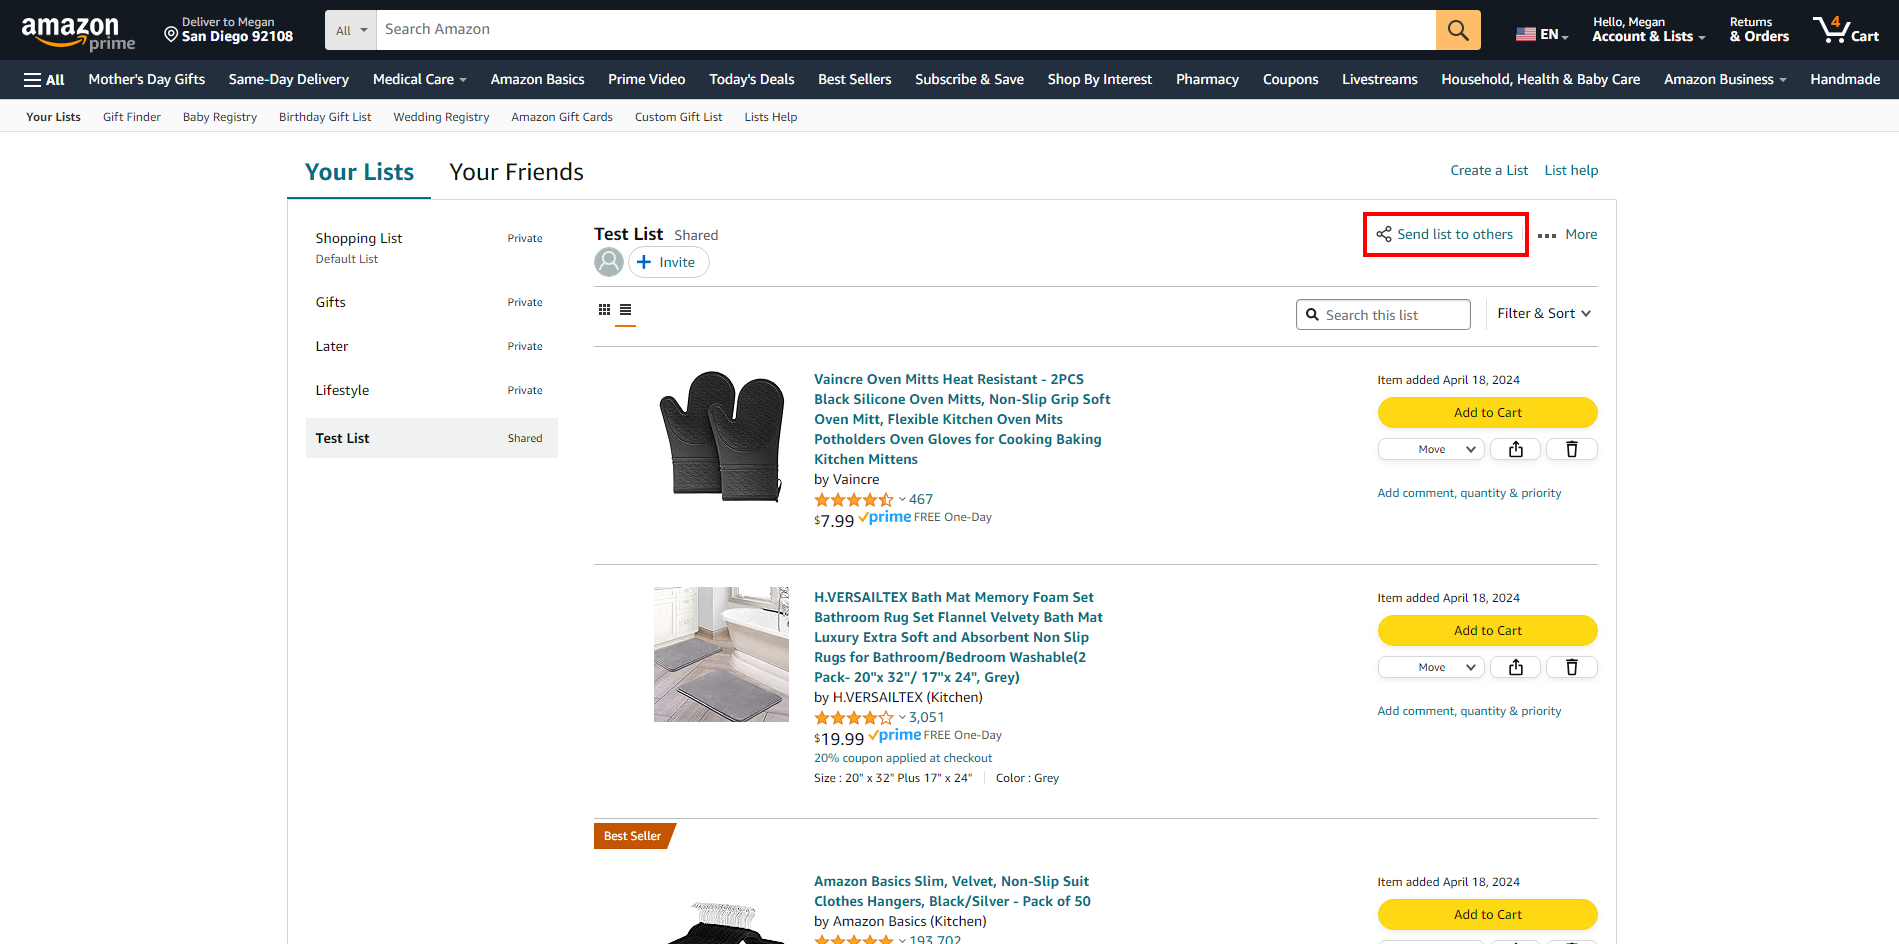 amazon prime
Deliver to Megan
San Diego 92108
All
Search Amazon
EN
Hello, Megan
Account & Lists
Returns
& Orders
4
Cart
All
Mother's Day Gifts
Same-Day Delivery
Medical Care
Amazon Basics
Prime Video
Today's Deals
Best Sellers
Subscribe & Save
Shop By Interest
Pharmacy
Coupons
Livestreams
Household, Health & Baby Care
Amazon Business
Handmade
Your Lists
Gift Finder
Baby Registry
Birthday Gift List
Wedding Registry
Amazon Gift Cards
Custom Gift List
Lists Help
Your Lists
Your Friends
Create a List
List help
Shopping List
Private
Default List
Gifts
Private
Later
Private
Lifestyle
Private
Test List
Shared
Test List
Shared
Send list to others
More
Invite
Search this list
Filter & Sort
Vaincre Oven Mitts Heat Resistant - 2PCS
Black Silicone Oven Mitts, Non-Slip Grip Soft
Oven Mitt, Flexible Kitchen Oven Mits
Potholders Oven Gloves for Cooking Baking
Kitchen Mittens
by Vaincre
467
$7.99 prime FREE One-Day
Item added April 18, 2024
Add to Cart
Move
Add comment, quantity & priority
H.VERSAILTEX Bath Mat Memory Foam Set
Bathroom Rug Set Flannel Velvety Bath Mat
Luxury Extra Soft and Absorbent Non Slip
Rugs for Bathroom/Bedroom Washable(2
Pack- 20"x 32"/ 17"x 24", Grey)
by H.VERSAILTEX (Kitchen)
3,051
$19.99 prime FREE One-Day
20% coupon applied at checkout
Size : 20" x 32" Plus 17" x 24"
Color : Grey
Item added April 18, 2024
Add to Cart
Move
Add comment, quantity & priority
Best Seller
Amazon Basics Slim, Velvet, Non-Slip Suit
Clothes Hangers, Black/Silver - Pack of 50
by Amazon Basics (Kitchen)
193,702
Item added April 18, 2024
Add to Cart